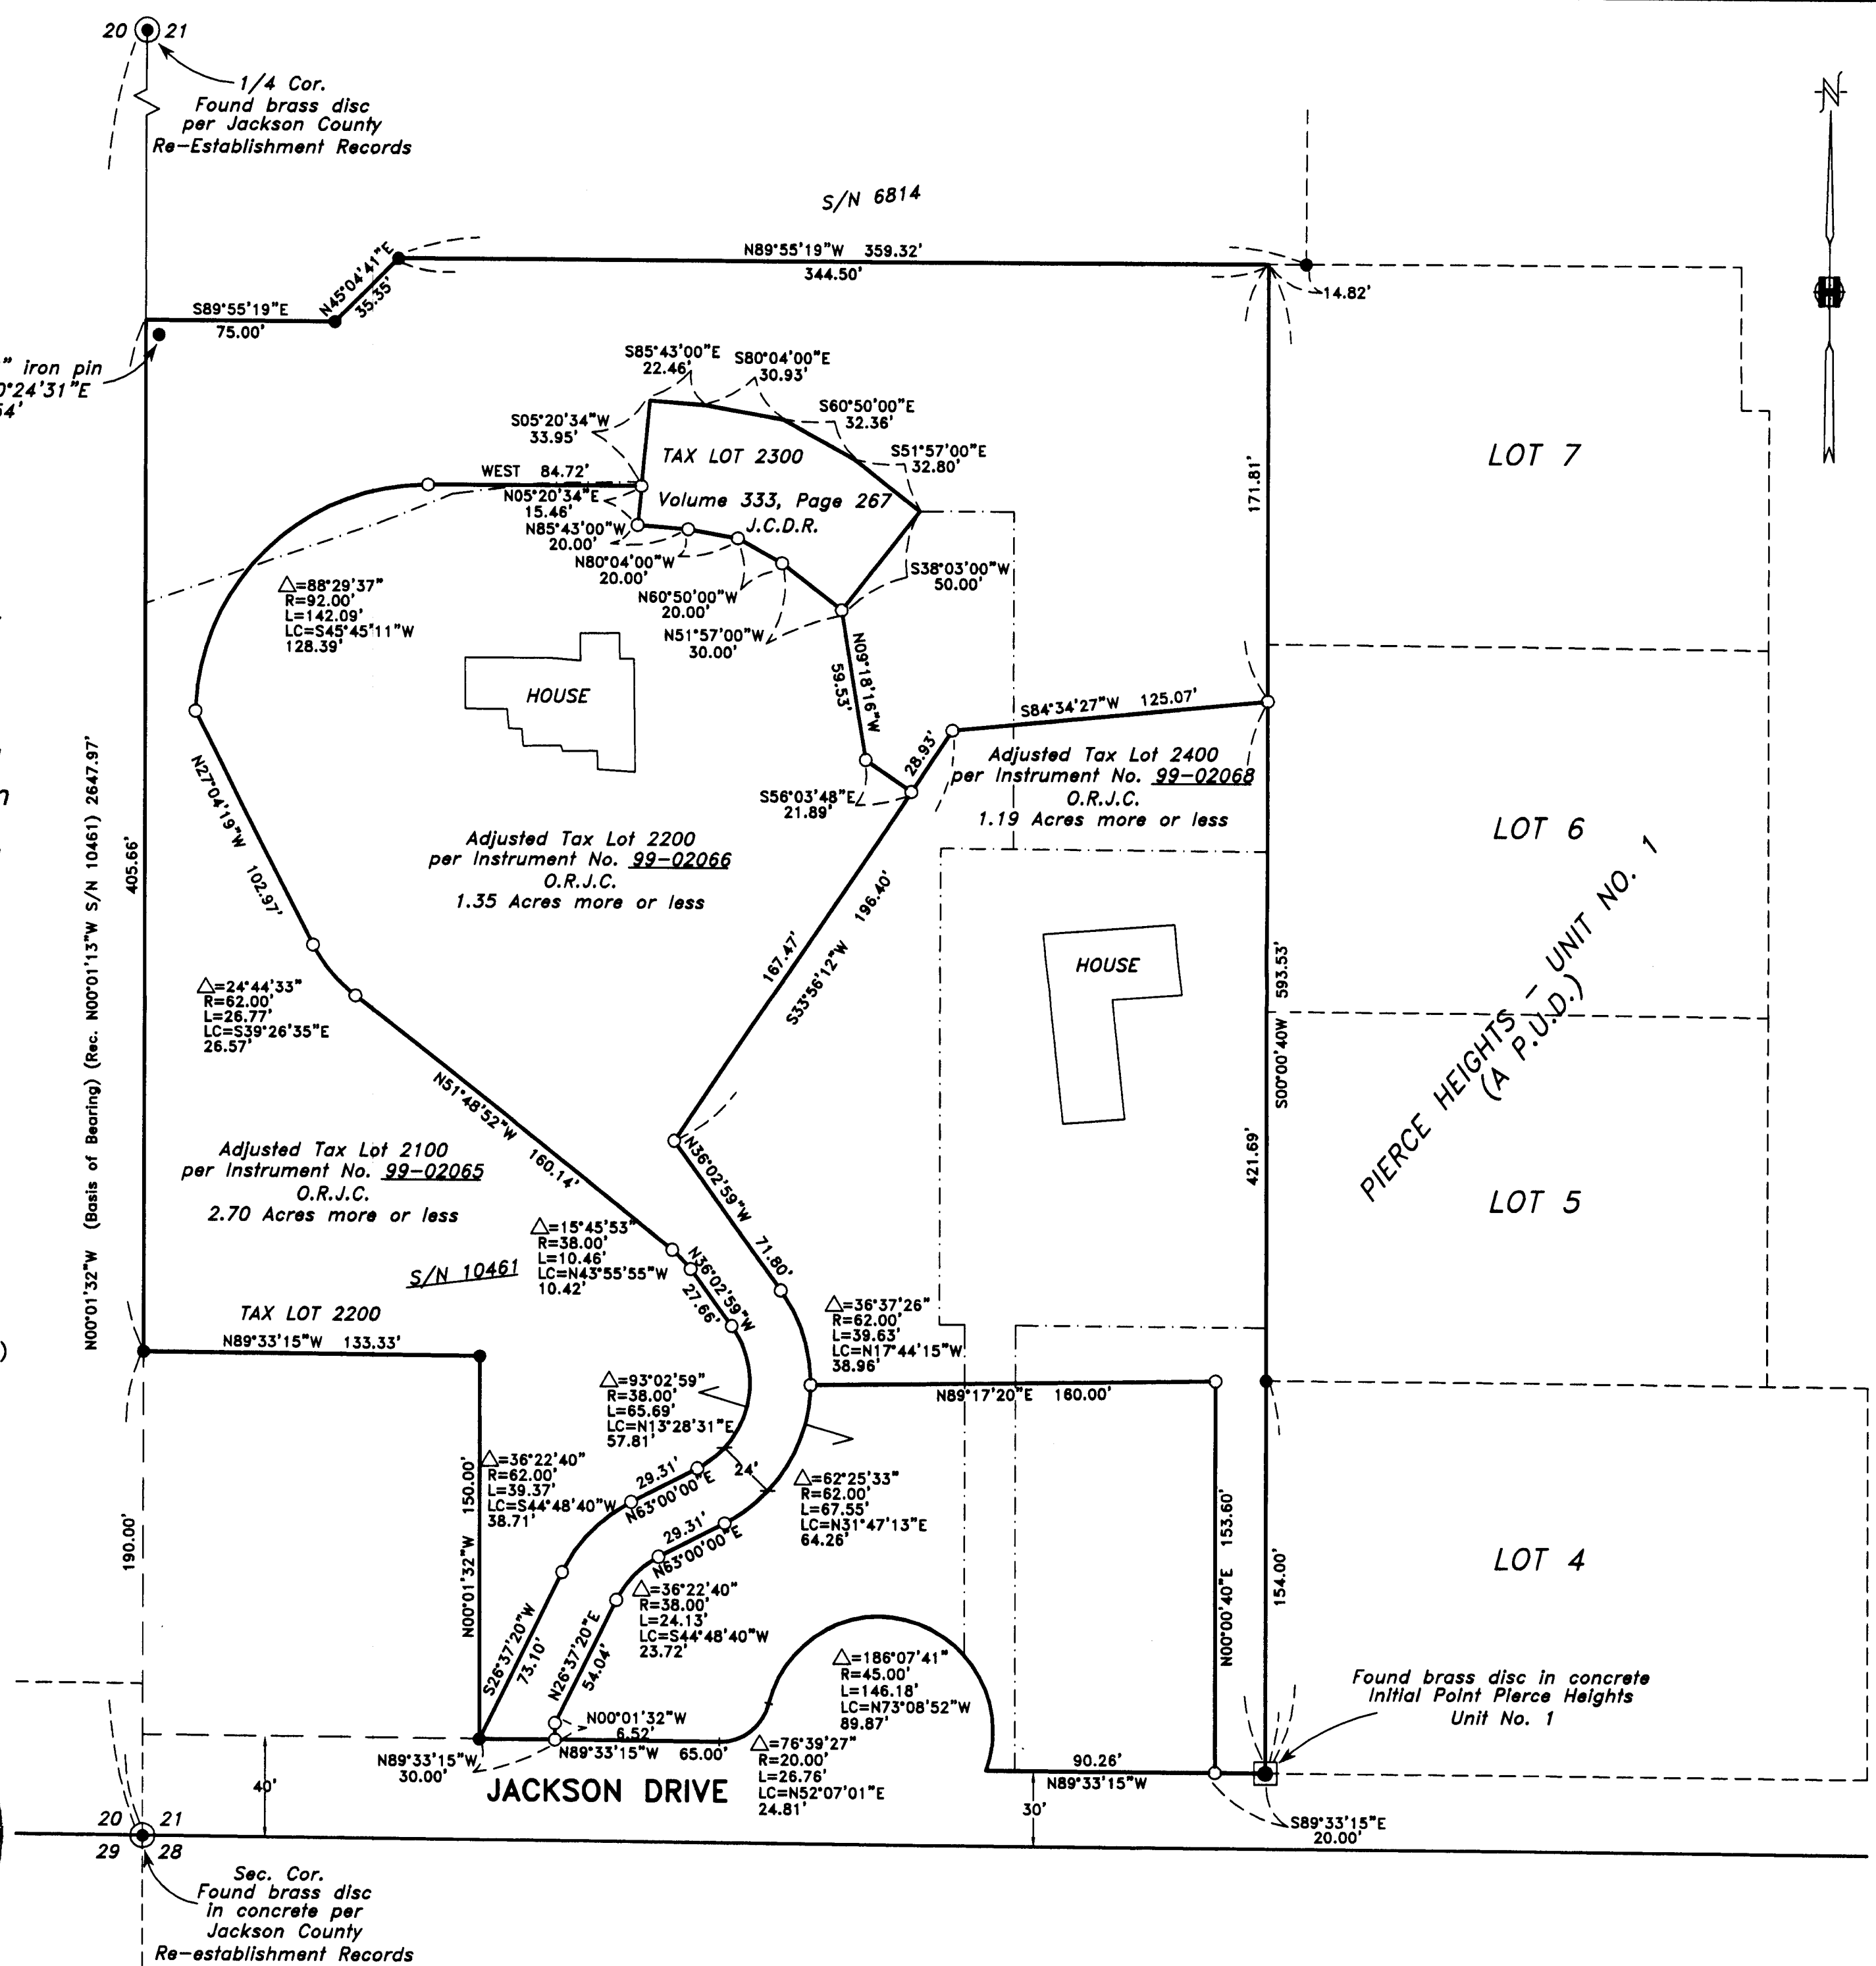 20 21
1/4 Cor.
Found brass disc
per Jackson County
Re-Establishment Records
N
S/N 6814
N89°55'19"W 359.32'
344.50'
14.82'
N45°04'41"E
35.35'
S89°55'19"E
75.00'
" iron pin
0°24'31"E
54'
S85°43'00"E
22.46'
S80°04'00"E
30.93'
S60°50'00"E
32.36'
S51°57'00"E
32.80'
S05°20'34"W
33.95'
TAX LOT 2300
Volume 333, Page 267
J.C.D.R.
WEST 84.72'
N05°20'34"E
15.46'
N85°43'00"W
20.00'
N80°04'00"W
20.00'
N60°50'00"W
20.00'
N51°57'00"W
30.00'
S38°03'00"W
50.00'
171.81'
LOT 7
△=88°29'37"
R=92.00'
L=142.09'
LC=S45°45'11"W
128.39'
HOUSE
N09°18'16"W
59.53'
S84°34'27"W 125.07'
28.93'
S56°03'48"E
21.89'
Adjusted Tax Lot 2400
per Instrument No. 99-02068
O.R.J.C.
1.19 Acres more or less
N27°04'19"W 102.97'
Adjusted Tax Lot 2200
per Instrument No. 99-02066
O.R.J.C.
1.35 Acres more or less
LOT 6
PIERCE HEIGHTS - UNIT NO. 1
(A P.U.D.)
405.66'
N00°01'32"W (Basis of Bearing) (Rec. N00°01'13"W S/N 10461) 2647.97'
167.47'
S33°56'12"W 196.40'
HOUSE
S00°00'40W 593.53'
421.69'
△=24°44'33"
R=62.00'
L=26.77'
LC=S39°26'35"E
26.57'
N51°48'52"W 160.14'
N36°02'59"W 71.80'
Adjusted Tax Lot 2100
per Instrument No. 99-02065
O.R.J.C.
2.70 Acres more or less
LOT 5
△=15°45'53"
R=38.00'
L=10.46'
LC=N43°55'55"W
10.42'
N36°02'59"W
27.66'
S/N 10461
TAX LOT 2200
N89°33'15"W 133.33'
)
△=36°37'26"
R=62.00'
L=39.63'
LC=N17°44'15"W
38.96'
N89°17'20"E 160.00'
△=93°02'59"
R=38.00'
L=65.69'
LC=N13°28'31"E
57.81'
△=36°22'40"
R=62.00'
L=39.37'
LC=S44°48'40"W
38.71'
29.31'
N63°00'00"E
24'
△=62°25'33"
R=62.00'
L=67.55'
LC=N31°47'13"E
64.26'
29.31'
N63°00'00"E
190.00'
N00°01'32"W 150.00'
S26°37'20"W
73.10'
N26°37'20"E
54.04'
△=36°22'40"
R=38.00'
L=24.13'
LC=S44°48'40"W
23.72'
N00°00'40"E 153.60'
154.00'
LOT 4
△=186°07'41"
R=45.00'
L=146.18'
LC=N73°08'52"W
89.87'
Found brass disc in concrete
Initial Point Pierce Heights
Unit No. 1
N00°01'32"W
6.52'
N89°33'15"W 65.00'
N89°33'15"W
30.00'
△=76°39'27"
R=20.00'
L=26.76'
LC=N52°07'01"E
24.81'
90.26'
N89°33'15"W
JACKSON DRIVE
40'
30'
S89°33'15"E
20.00'
20 21
29 28
Sec. Cor.
Found brass disc
in concrete per
Jackson County
Re-establishment Records